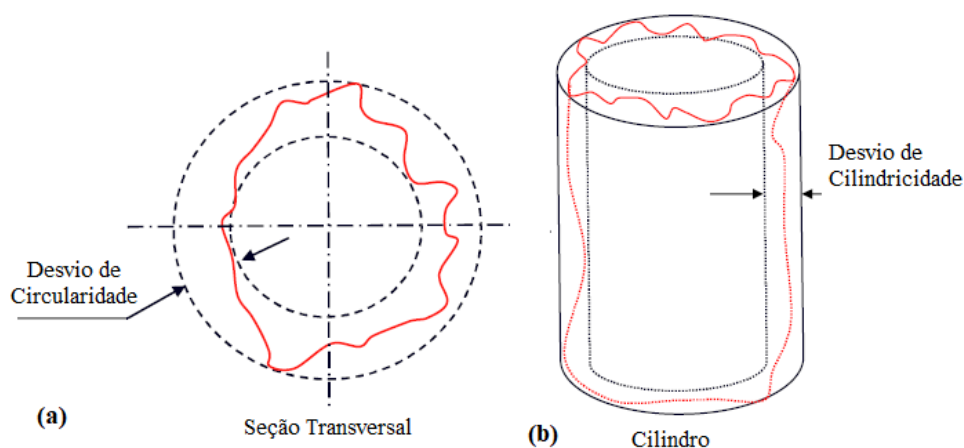 Desvio de
Circularidade
(a)
Seção Transversal
Desvio de
Cilindricidade
(b)
Cilindro